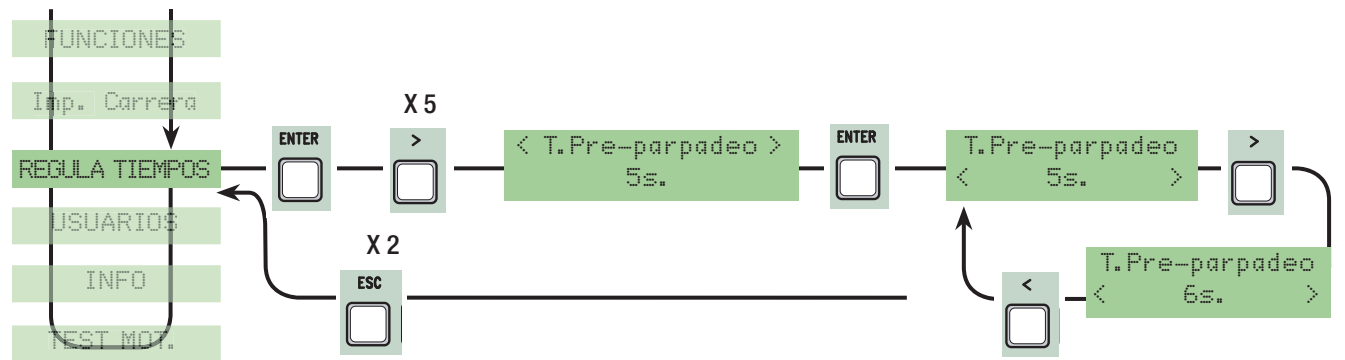 FUNCIONES
Imp. Carrera
REGULA TIEMPOS
USUARIOS
INFO
TEST MOT.
ENTER
X 5
>
< T.Pre-parpadeo >
5s.
ENTER
T.Pre-parpadeo
< 5s. >
>
T.Pre-parpadeo
< 6s. >
<
X 2
ESC